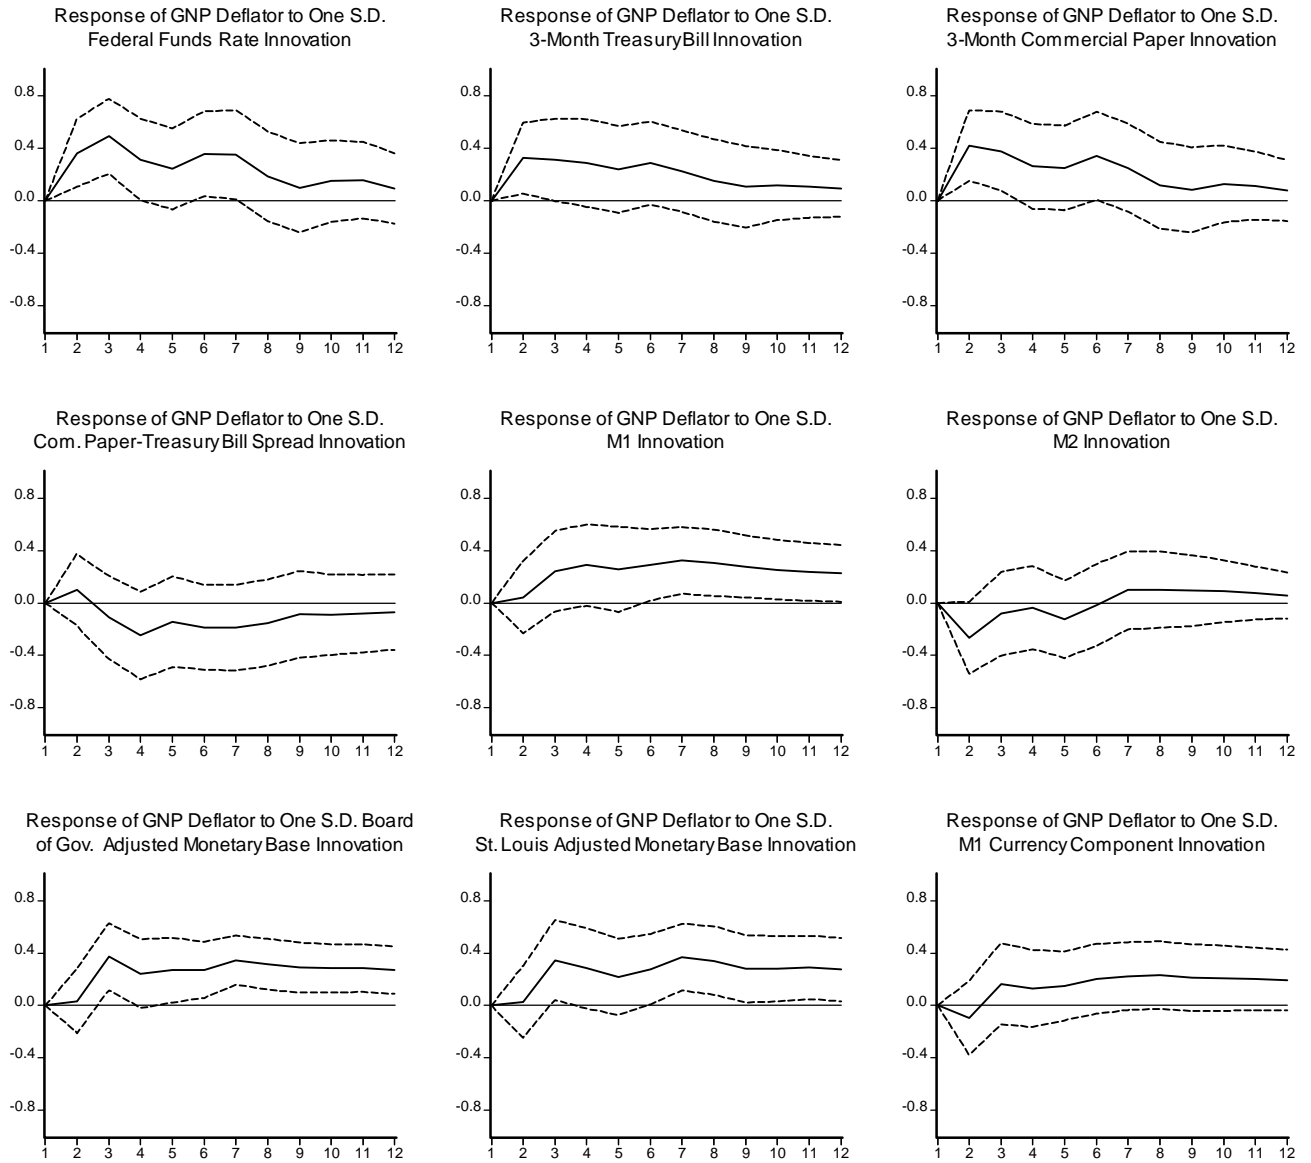 Response of GNP Deflator to One S.D.
Federal Funds Rate Innovation
0.8
0.4
0.0
-0.4
-0.8
1 2 3 4 5 6 7 8 9 10 11 12
Response of GNP Deflator to One S.D.
3-Month Treasury Bill Innovation
0.8
0.4
0.0
-0.4
-0.8
1 2 3 4 5 6 7 8 9 10 11 12
Response of GNP Deflator to One S.D.
3-Month Commercial Paper Innovation
0.8
0.4
0.0
-0.4
-0.8
1 2 3 4 5 6 7 8 9 10 11 12
Response of GNP Deflator to One S.D.
Com. Paper-Treasury Bill Spread Innovation
0.8
0.4
0.0
-0.4
-0.8
1 2 3 4 5 6 7 8 9 10 11 12
Response of GNP Deflator to One S.D.
M1 Innovation
0.8
0.4
0.0
-0.4
-0.8
1 2 3 4 5 6 7 8 9 10 11 12
Response of GNP Deflator to One S.D.
M2 Innovation
0.8
0.4
0.0
-0.4
-0.8
1 2 3 4 5 6 7 8 9 10 11 12
Response of GNP Deflator to One S.D. Board
of Gov. Adjusted Monetary Base Innovation
0.8
0.4
0.0
-0.4
-0.8
1 2 3 4 5 6 7 8 9 10 11 12
Response of GNP Deflator to One S.D.
St. Louis Adjusted Monetary Base Innovation
0.8
0.4
0.0
-0.4
-0.8
1 2 3 4 5 6 7 8 9 10 11 12
Response of GNP Deflator to One S.D.
M1 Currency Component Innovation
0.8
0.4
0.0
-0.4
-0.8
1 2 3 4 5 6 7 8 9 10 11 12